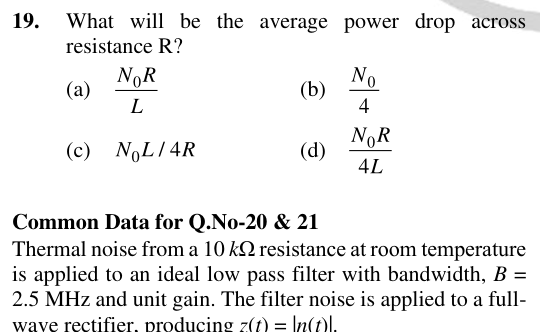 19. What will be the average power drop across
resistance R?
(a) N₀R / L (b) N₀ / 4
(c) N₀L / 4R (d) N₀R / 4L
Common Data for Q.No-20 & 21
Thermal noise from a 10 kΩ resistance at room temperature
is applied to an ideal low pass filter with bandwidth, B =
2.5 MHz and unit gain. The filter noise is applied to a full-
wave rectifier, producing z(t) = |n(t)|.